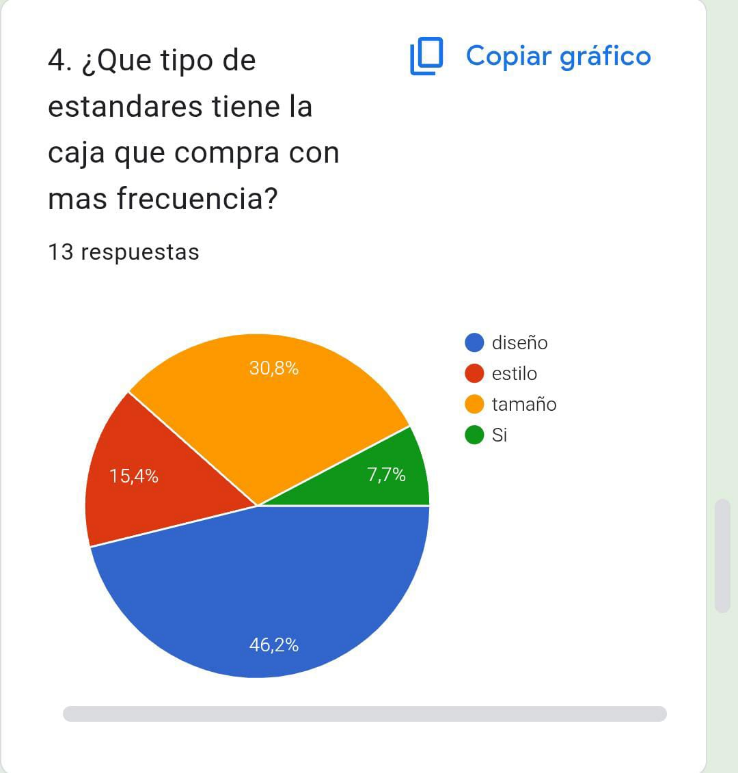 4. ¿Que tipo de
estandares tiene la
caja que compra con
mas frecuencia?
Copiar gráfico
13 respuestas
30,8%
15,4%
7,7%
46,2%
diseño
estilo
tamaño
Si